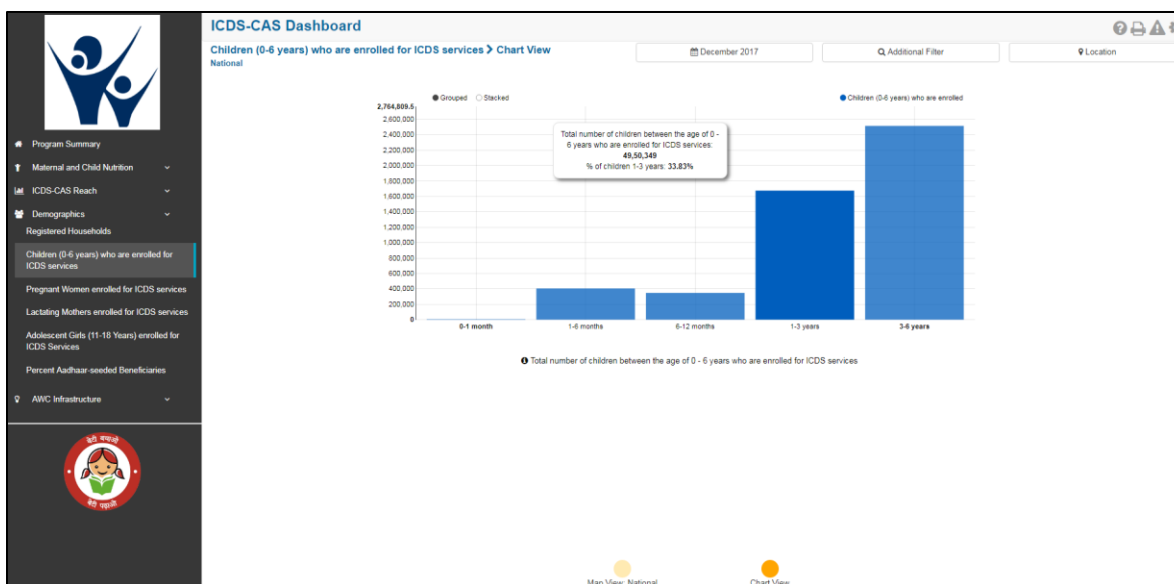 ICDS-CAS Dashboard
Children (0-6 years) who are enrolled for ICDS services > Chart View
National
December 2017
Additional Filter
Location
Program Summary
Maternal and Child Nutrition
ICDS-CAS Reach
Demographics
Registered Households
Children (0-6 years) who are enrolled for
ICDS services
Pregnant Women enrolled for ICDS services
Lactating Mothers enrolled for ICDS services
Adolescent Girls (11-18 Years) enrolled for
ICDS Services
Percent Aadhaar-seeded Beneficiaries
AWC Infrastructure
बेटी बचाओ
बेटी पढ़ाओ
Grouped Stacked
Children (0-6 years) who are enrolled
2,764,809.5
2,600,000
2,400,000
2,200,000
2,000,000
1,800,000
1,600,000
1,400,000
1,200,000
1,000,000
800,000
600,000
400,000
200,000
0
Total number of children between the age of 0 -
6 years who are enrolled for ICDS services:
49,50,349
% of children 1-3 years: 33.83%
0-1 month 1-6 months 6-12 months 1-3 years 3-6 years
Total number of children between the age of 0 - 6 years who are enrolled for ICDS services
Map View: National
Chart View